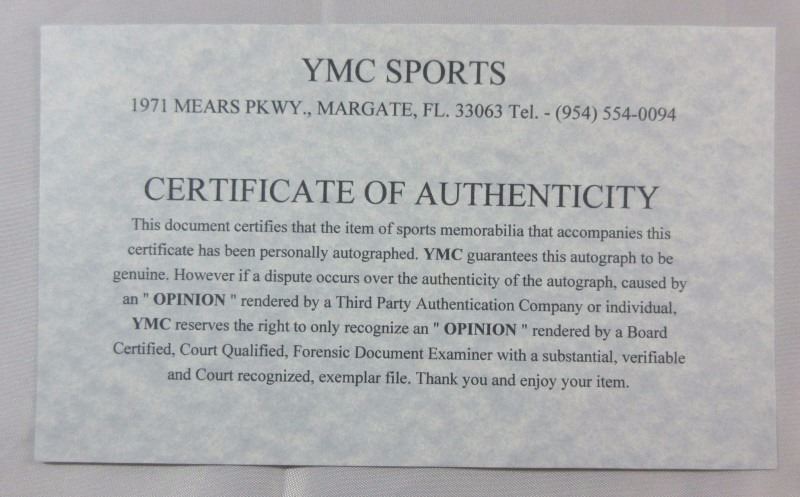 YMC SPORTS
1971 MEARS PKWY., MARGATE, FL. 33063 Tel. - (954) 554-0094
CERTIFICATE OF AUTHENTICITY
This document certifies that the item of sports memorabilia that accompanies this
certificate has been personally autographed. YMC guarantees this autograph to be
genuine. However if a dispute occurs over the authenticity of the autograph, caused by
an " OPINION " rendered by a Third Party Authentication Company or individual,
YMC reserves the right to only recognize an " OPINION " rendered by a Board
Certified, Court Qualified, Forensic Document Examiner with a substantial, verifiable
and Court recognized, exemplar file. Thank you and enjoy your item.